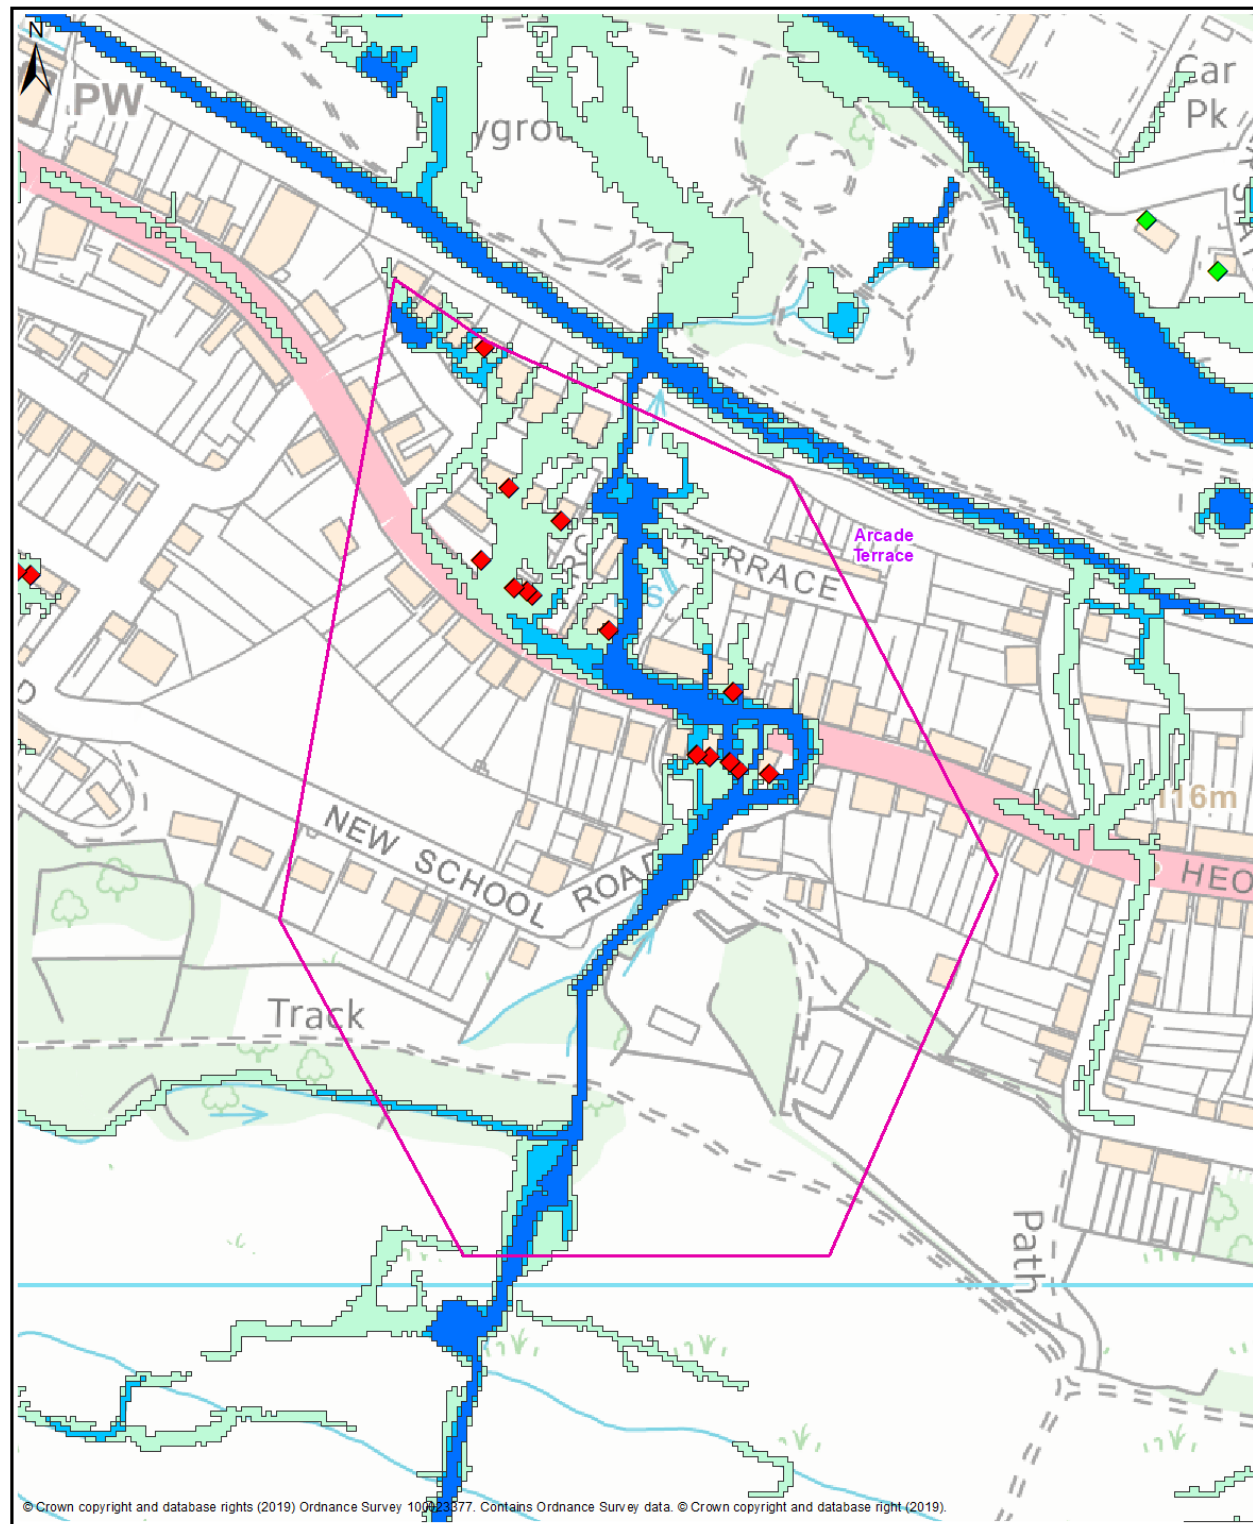 N
PW
Car
Pk
Arcade
Terrace
TERRACE
116m
HEO
NEW SCHOOL ROAD
Track
Path
© Crown copyright and database rights (2019) Ordnance Survey 100023377. Contains Ordnance Survey data. © Crown copyright and database right (2019).